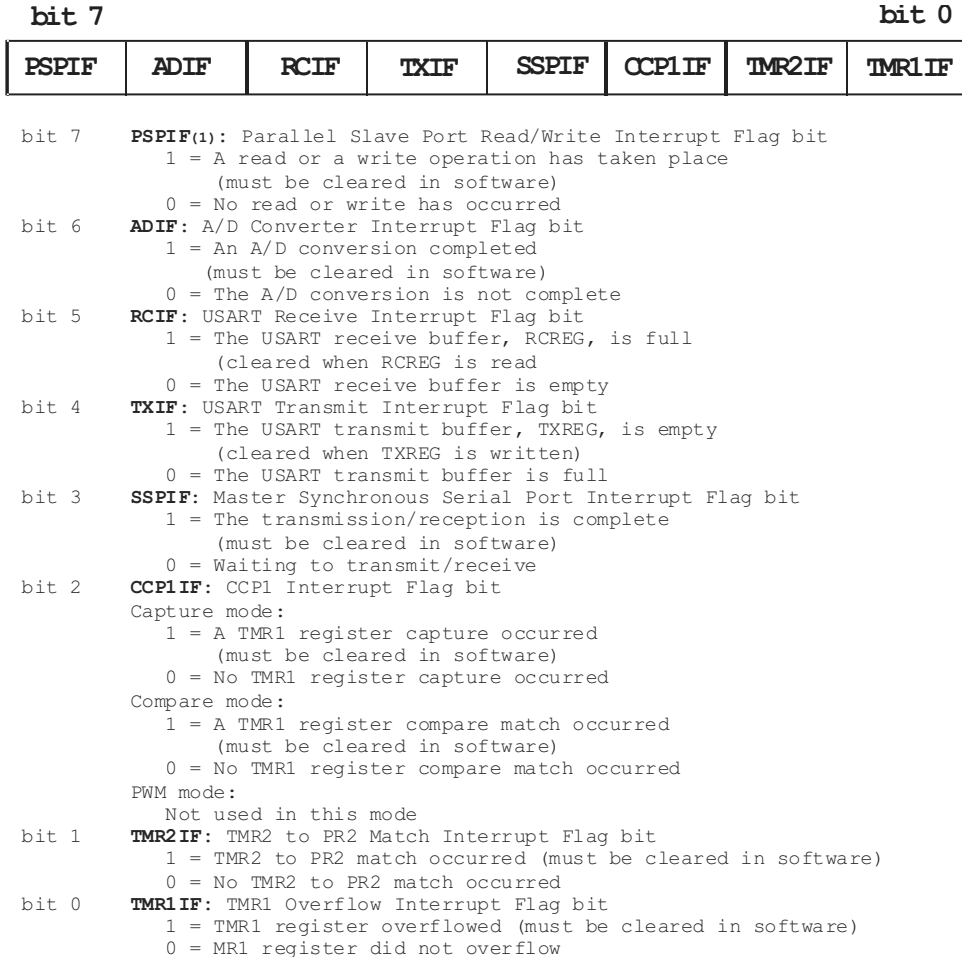 bit 7 bit 0
PSPIF ADIF RCIF TXIF SSPIF CCP1IF TMR2IF TMR1IF
bit 7 PSPIF(1): Parallel Slave Port Read/Write Interrupt Flag bit
1 = A read or a write operation has taken place
(must be cleared in software)
0 = No read or write has occurred
bit 6 ADIF: A/D Converter Interrupt Flag bit
1 = An A/D conversion completed
(must be cleared in software)
0 = The A/D conversion is not complete
bit 5 RCIF: USART Receive Interrupt Flag bit
1 = The USART receive buffer, RCREG, is full
(cleared when RCREG is read
0 = The USART receive buffer is empty
bit 4 TXIF: USART Transmit Interrupt Flag bit
1 = The USART transmit buffer, TXREG, is empty
(cleared when TXREG is written)
0 = The USART transmit buffer is full
bit 3 SSPIF: Master Synchronous Serial Port Interrupt Flag bit
1 = The transmission/reception is complete
(must be cleared in software)
0 = Waiting to transmit/receive
bit 2 CCP1IF: CCP1 Interrupt Flag bit
Capture mode:
1 = A TMR1 register capture occurred
(must be cleared in software)
0 = No TMR1 register capture occurred
Compare mode:
1 = A TMR1 register compare match occurred
(must be cleared in software)
0 = No TMR1 register compare match occurred
PWM mode:
Not used in this mode
bit 1 TMR2IF: TMR2 to PR2 Match Interrupt Flag bit
1 = TMR2 to PR2 match occurred (must be cleared in software)
0 = No TMR2 to PR2 match occurred
bit 0 TMR1IF: TMR1 Overflow Interrupt Flag bit
1 = TMR1 register overflowed (must be cleared in software)
0 = MR1 register did not overflow